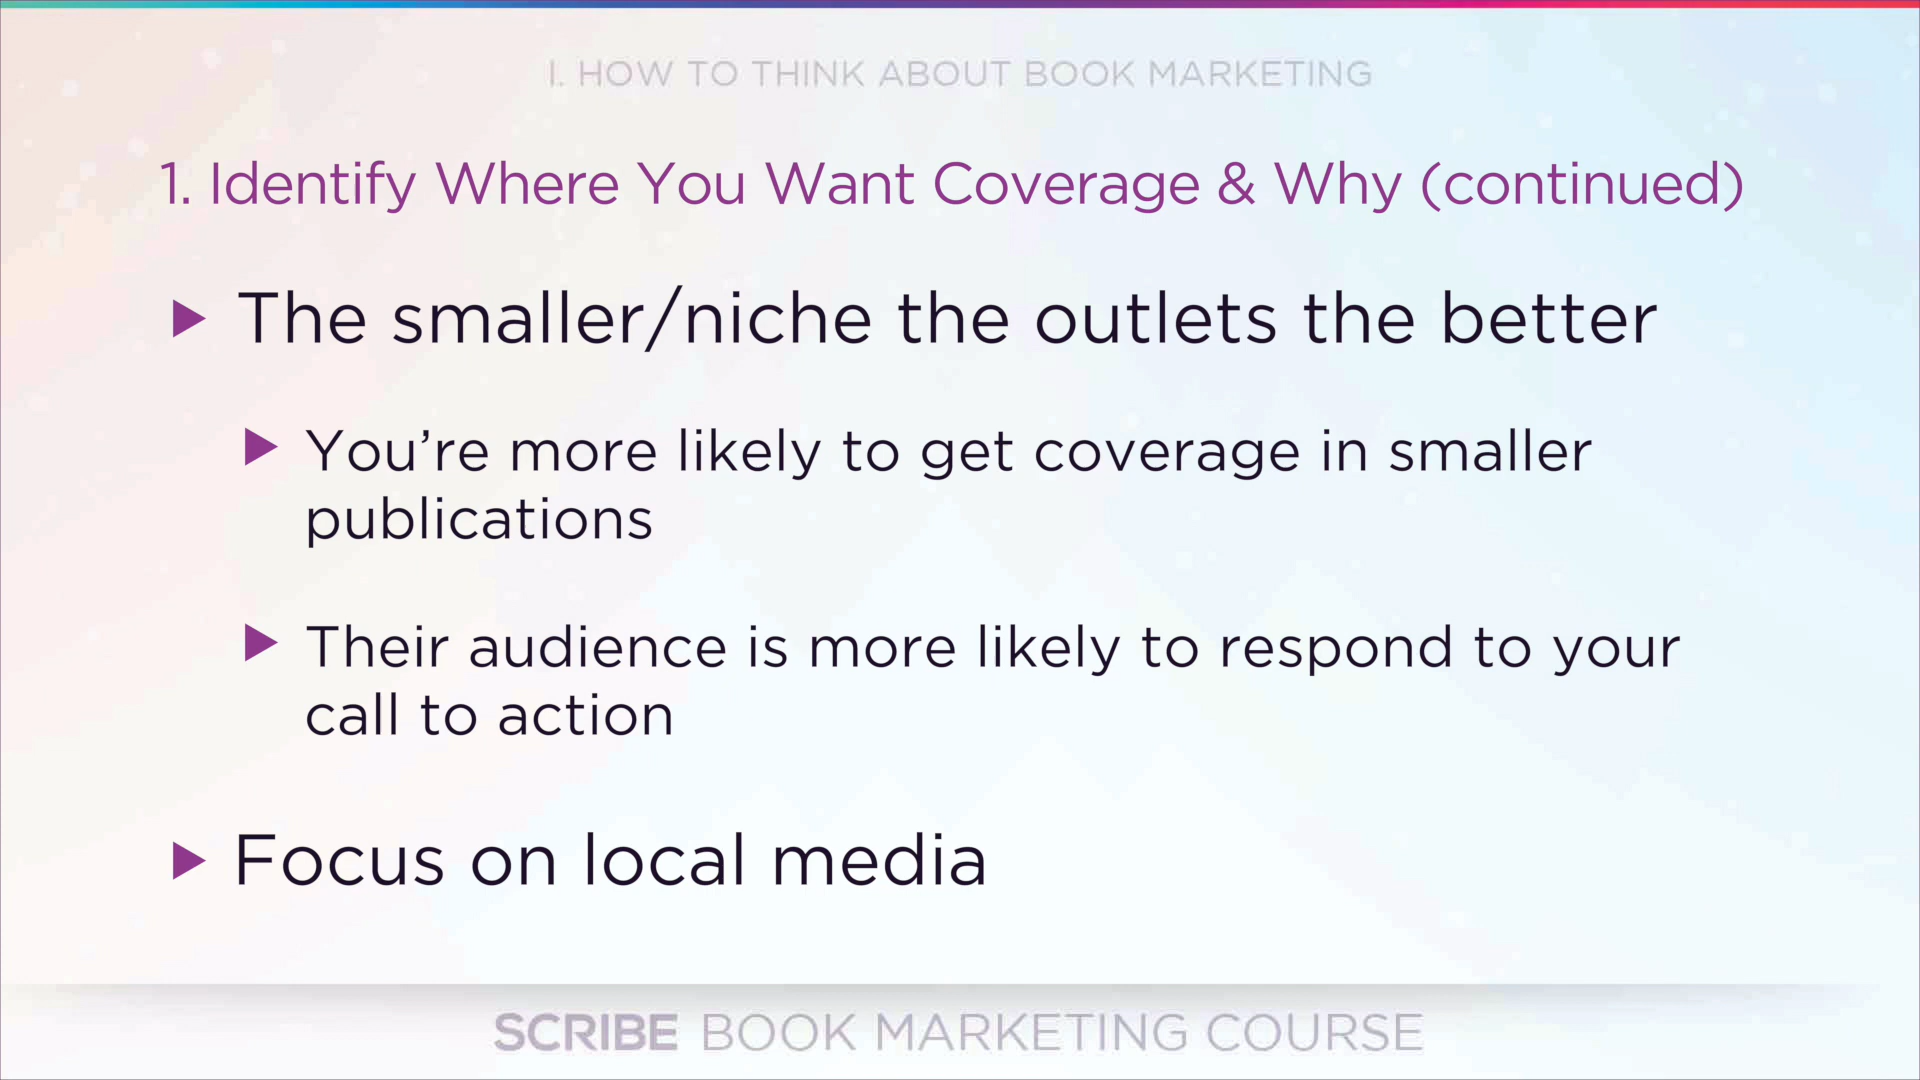 I. HOW TO THINK ABOUT BOOK MARKETING
1. Identify Where You Want Coverage & Why (continued)
The smaller/niche the outlets the better
You’re more likely to get coverage in smaller
publications
Their audience is more likely to respond to your
call to action
Focus on local media
SCRIBE BOOK MARKETING COURSE